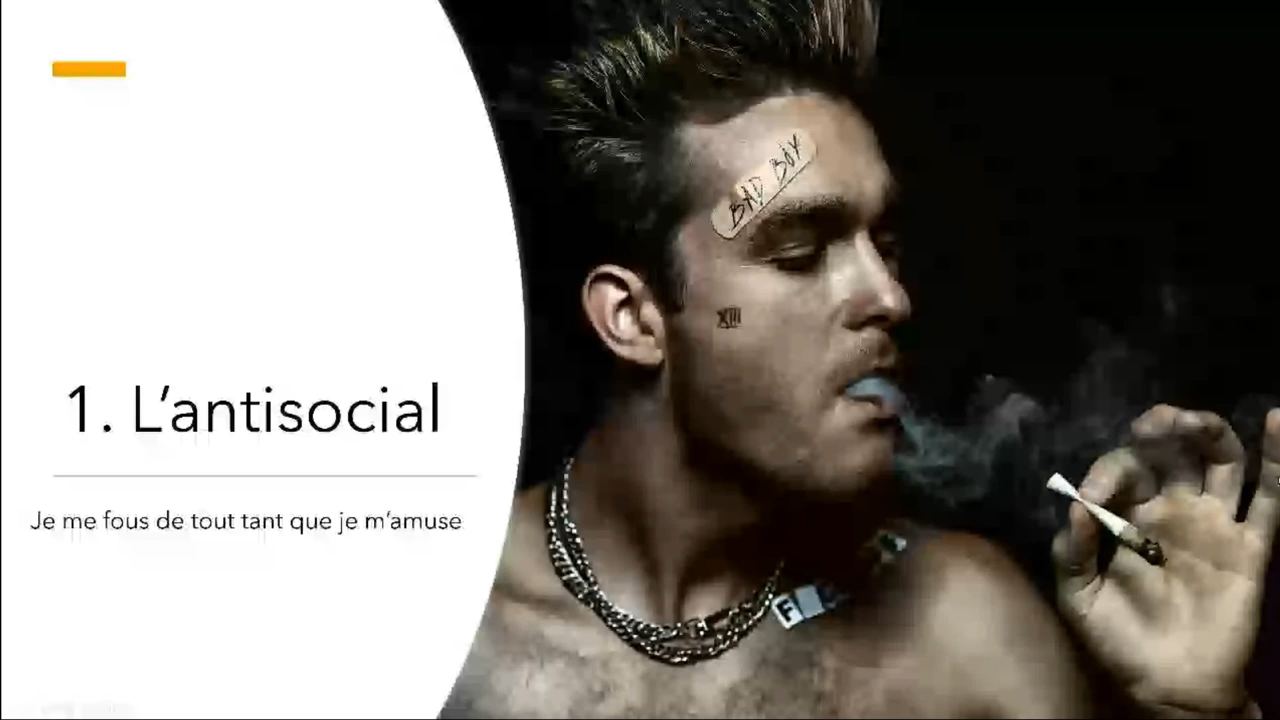 1. L'antisocial
Je me fous de tout tant que je m'amuse
BAD BOY
XIII
F